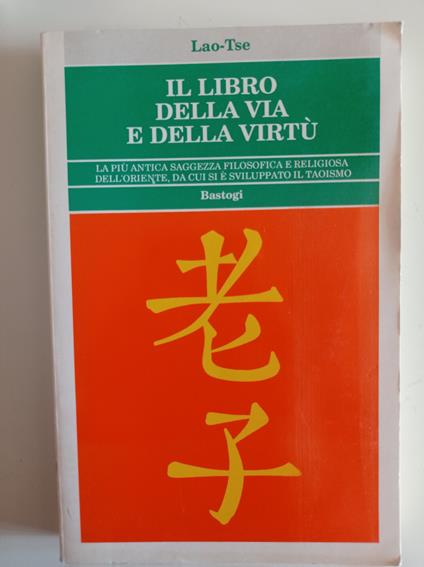 Lao-Tse
IL LIBRO
DELLA VIA
E DELLA VIRTÙ
LA PIÙ ANTICA SAGGEZZA FILOSOFICA E RELIGIOSA
DELL'ORIENTE, DA CUI SI È SVILUPPATO IL TAOISMO
Bastogi
老
子